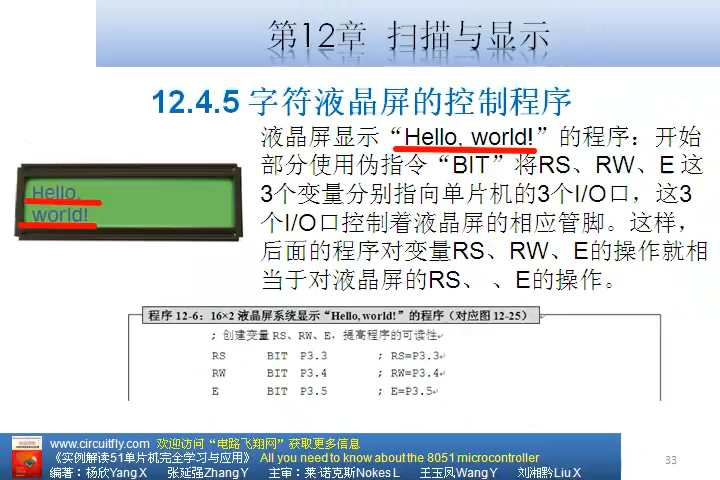 第12章 扫描与显示
12.4.5 字符液晶屏的控制程序
液晶屏显示“Hello, world!”的程序：开始
部分使用伪指令“BIT”将RS、RW、E 这
3个变量分别指向单片机的3个I/O口，这3
个I/O口控制着液晶屏的相应管脚。这样，
后面的程序对变量RS、RW、E的操作就相
当于对液晶屏的RS、 、E的操作。
Hello,
world!
程序 12-6：16×2 液晶屏系统显示“Hello, world!”的程序（对应图 12-25）
；创建变量 RS、RW、E，提高程序的可读性
RS BIT P3.3 ；RS=P3.3
RW BIT P3.4 ；RW=P3.4
E BIT P3.5 ；E=P3.5
www.circuitfly.com 欢迎访问“电路飞翔网”获取更多信息
《实例解读51单片机完全学习与应用》 All you need to know about the 8051 microcontroller
编著：杨欣Yang X 张延强Zhang Y 主审：莱·诺克斯Nokes L 王玉凤Wang Y 刘湘黔Liu X
33